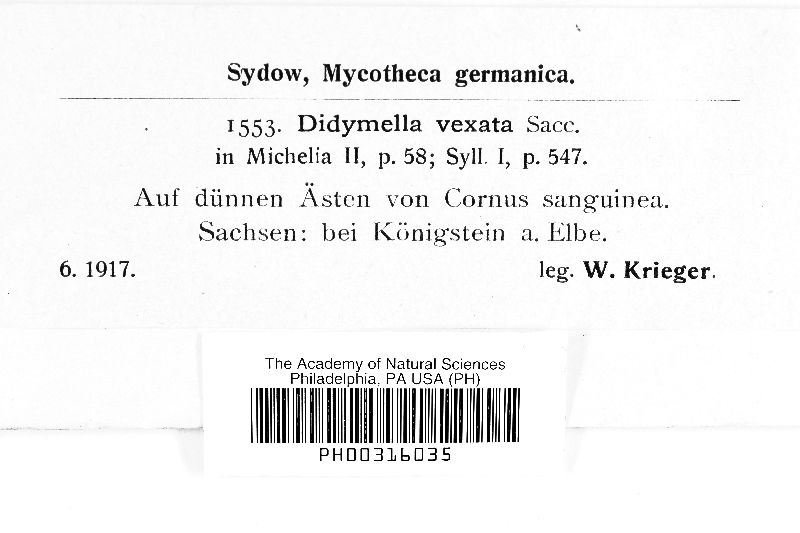 Sydow, Mycotheca germanica.
1553. Didymella vexata Sacc.
in Michelia II, p. 58; Syll. I, p. 547.
Auf dünnen Ästen von Cornus sanguinea.
Sachsen: bei Königstein a. Elbe.
6. 1917. leg. W. Krieger.
The Academy of Natural Sciences
Philadelphia, PA USA (PH)
PH00316035